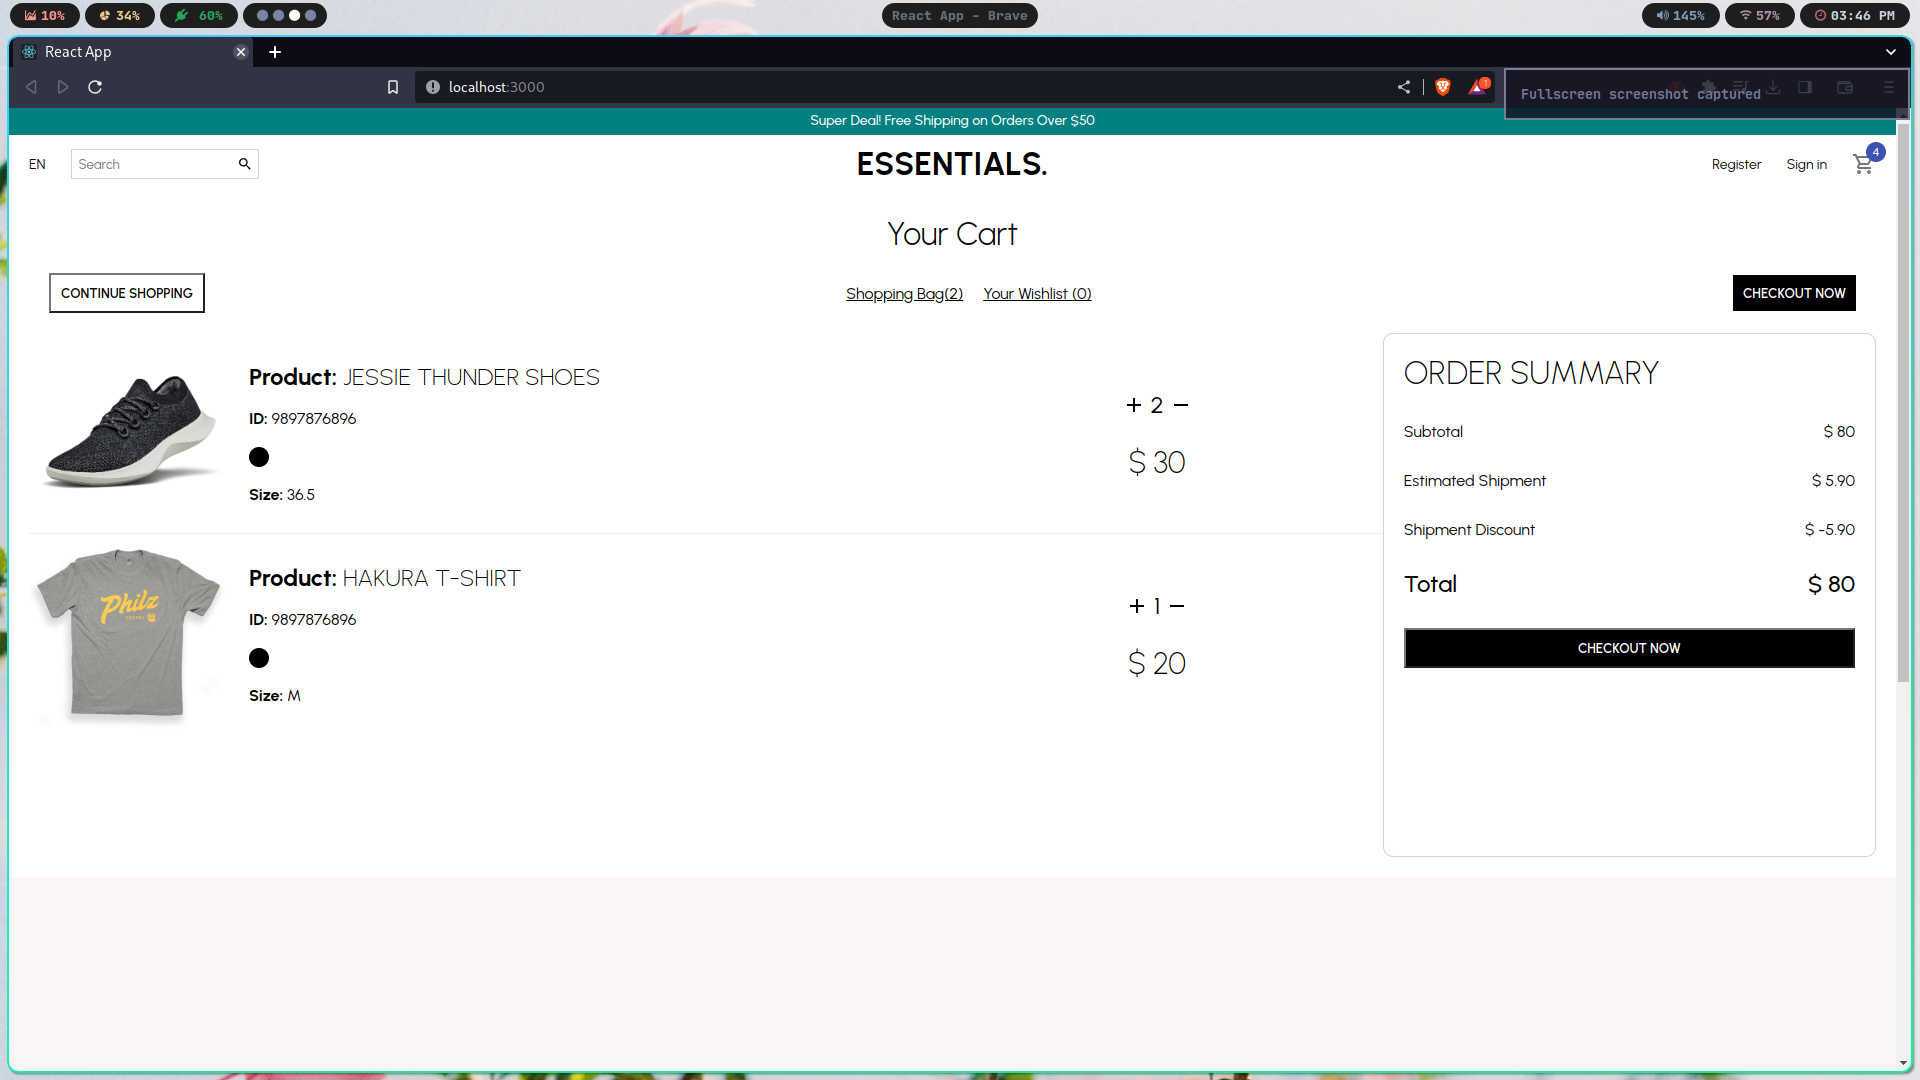 10%
34%
60%
React App - Brave
145%
57%
03:46 PM
React App
localhost:3000
1
Fullscreen screenshot captured
Super Deal! Free Shipping on Orders Over $50
EN
Search
ESSENTIALS.
Register
Sign in
4
Your Cart
CONTINUE SHOPPING
Shopping Bag(2)
Your Wishlist (0)
CHECKOUT NOW
Product: JESSIE THUNDER SHOES
ID: 9897876896
Size: 36.5
+ 2 −
$ 30
Product: HAKURA T-SHIRT
ID: 9897876896
Size: M
+ 1 −
$ 20
Philz
ORDER SUMMARY
Subtotal $ 80
Estimated Shipment $ 5.90
Shipment Discount $ -5.90
Total $ 80
CHECKOUT NOW